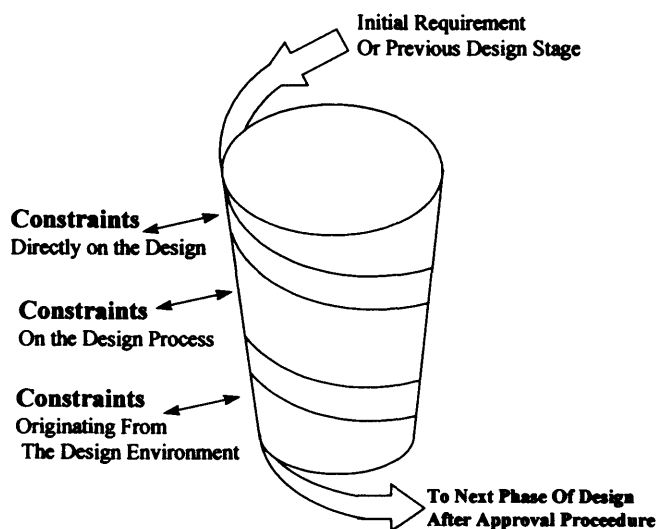 Initial Requirement
Or Previous Design Stage
Constraints
Directly on the Design
Constraints
On the Design Process
Constraints
Originating From
The Design Environment
To Next Phase Of Design
After Approval Proceedure